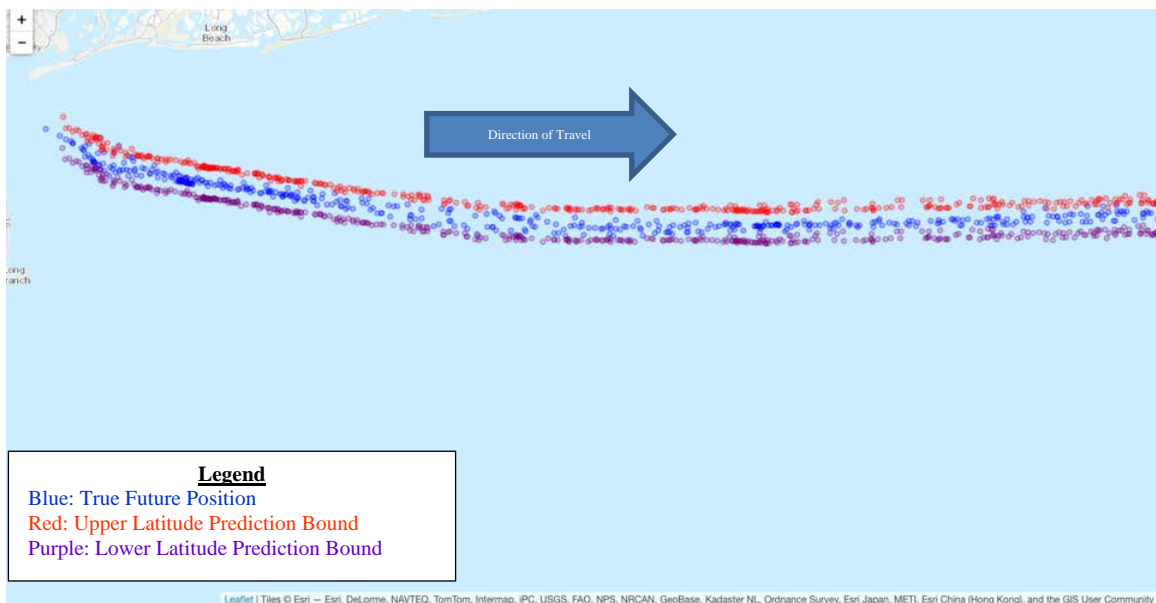 +
−
Long
Beach
Direction of Travel
ong
ranch
Legend
Blue: True Future Position
Red: Upper Latitude Prediction Bound
Purple: Lower Latitude Prediction Bound
Leaflet | Tiles © Esri — Esri, DeLorme, NAVTEQ, TomTom, Intermap, iPC, USGS, FAO, NPS, NRCAN, GeoBase, Kadaster NL, Ordnance Survey, Esri Japan, METI, Esri China (Hong Kong), and the GIS User Community